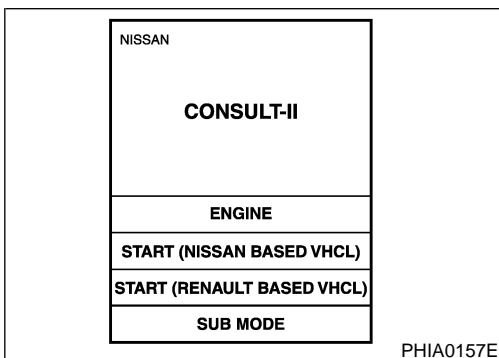 NISSAN
CONSULT-II
ENGINE
START (NISSAN BASED VHCL)
START (RENAULT BASED VHCL)
SUB MODE
PHIA0157E